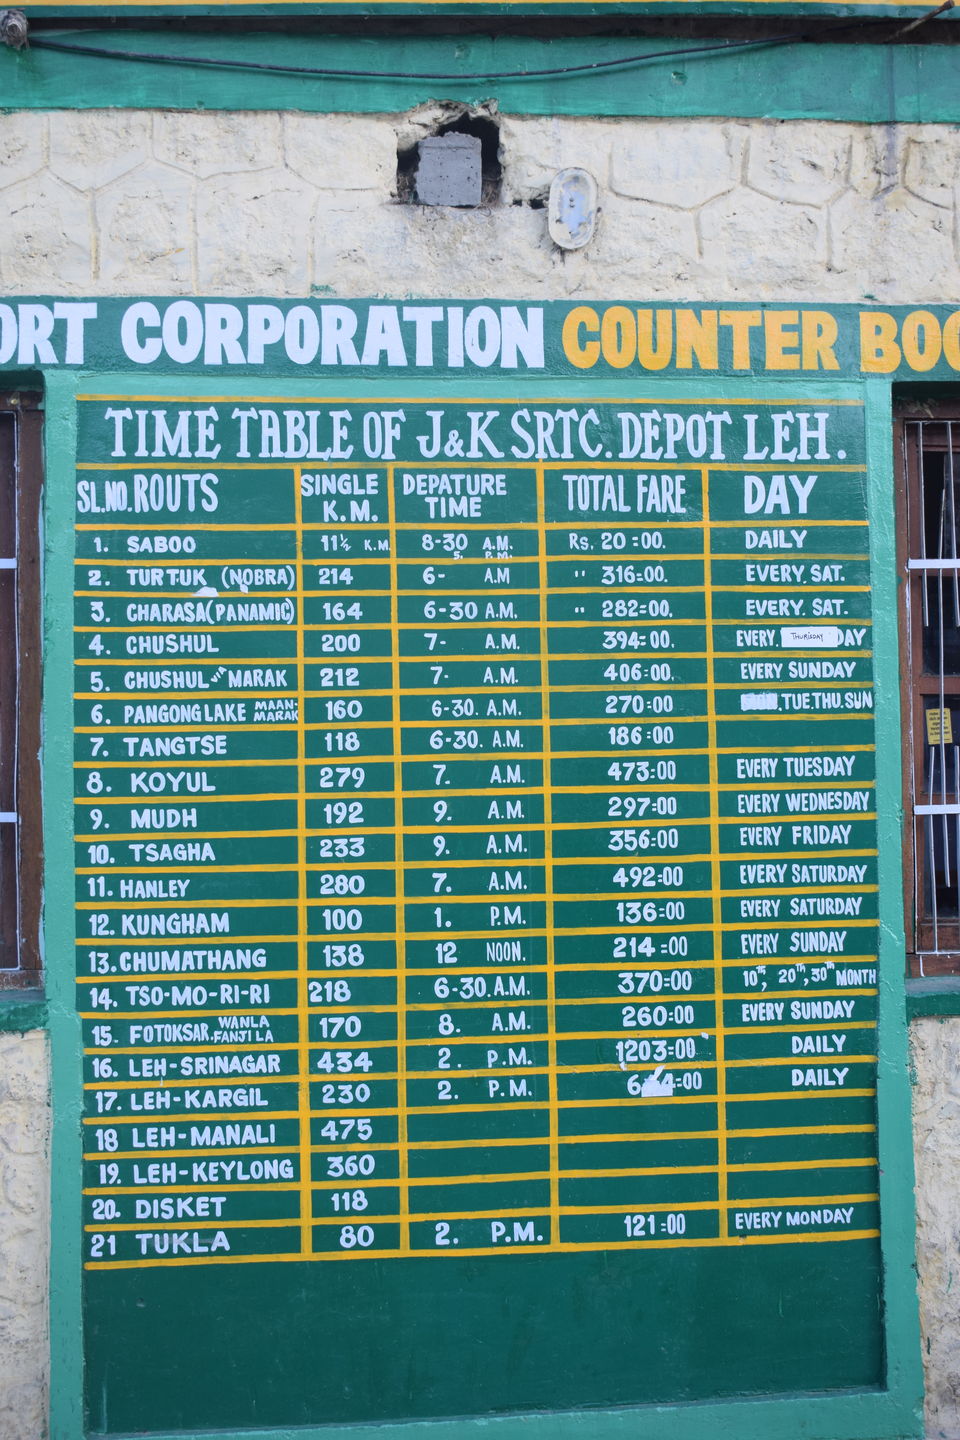 ORT CORPORATION COUNTER BOO
TIME TABLE OF J&K SRTC. DEPOT LEH.
SL.NO. ROUTS SINGLE K.M. DEPATURE TIME TOTAL FARE DAY
1. SABOO 11½ K.M. 8-30 A.M. 5. P.M. Rs. 20=00. DAILY
2. TURTUK (NOBRA) 214 6- A.M " 316=00. EVERY. SAT.
3. CHARASA(PANAMIC) 164 6-30 A.M. " 282=00. EVERY. SAT.
4. CHUSHUL 200 7- A.M. 394=00. EVERY. THURISDAY DAY
5. CHUSHUL MARAK 212 7- A.M. 406=00. EVERY SUNDAY
6. PANGONG LAKE MAAN-MARAK 160 6-30. A.M. 270=00 .TUE.THU.SUN
7. TANGTSE 118 6-30. A.M. 186=00
8. KOYUL 279 7. A.M. 473=00 EVERY TUESDAY
9. MUDH 192 9. A.M. 297=00 EVERY WEDNESDAY
10. TSAGHA 233 9. A.M. 356=00 EVERY FRIDAY
11. HANLEY 280 7. A.M. 492=00 EVERY SATURDAY
12. KUNGHAM 100 1. P.M. 136=00 EVERY SATURDAY
13. CHUMATHANG 138 12 NOON. 214=00 EVERY SUNDAY
14. TSO-MO-RI-RI 218 6-30. A.M. 370=00 10th, 20th, 30th MONTH
15. FOTOKSAR. WANLA FANJILA 170 8. A.M. 260=00 EVERY SUNDAY
16. LEH-SRINAGAR 434 2. P.M. 1203=00 DAILY
17. LEH-KARGIL 230 2. P.M. DAILY
18 LEH-MANALI 475
19. LEH-KEYLONG 360
20. DISKET 118
21 TUKLA 80 2. P.M. 121=00 EVERY MONDAY